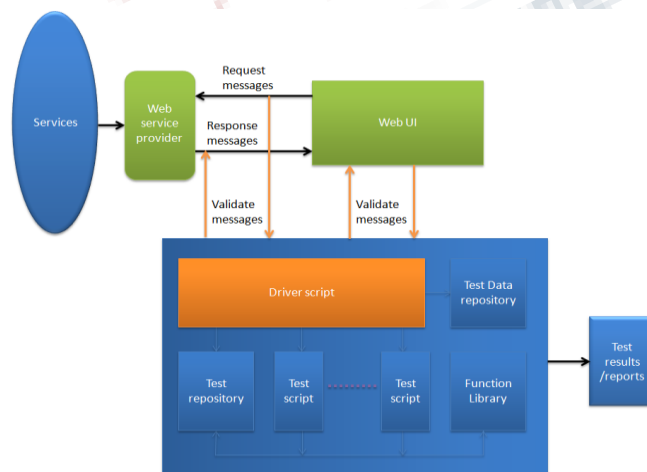 Request
messages
Services
Web
service
provider
Web UI
Response
messages
Validate
messages
Validate
messages
Driver script
Test Data
repository
Test
repository
Test
script
Test
script
Function
Library
Test
results
/reports